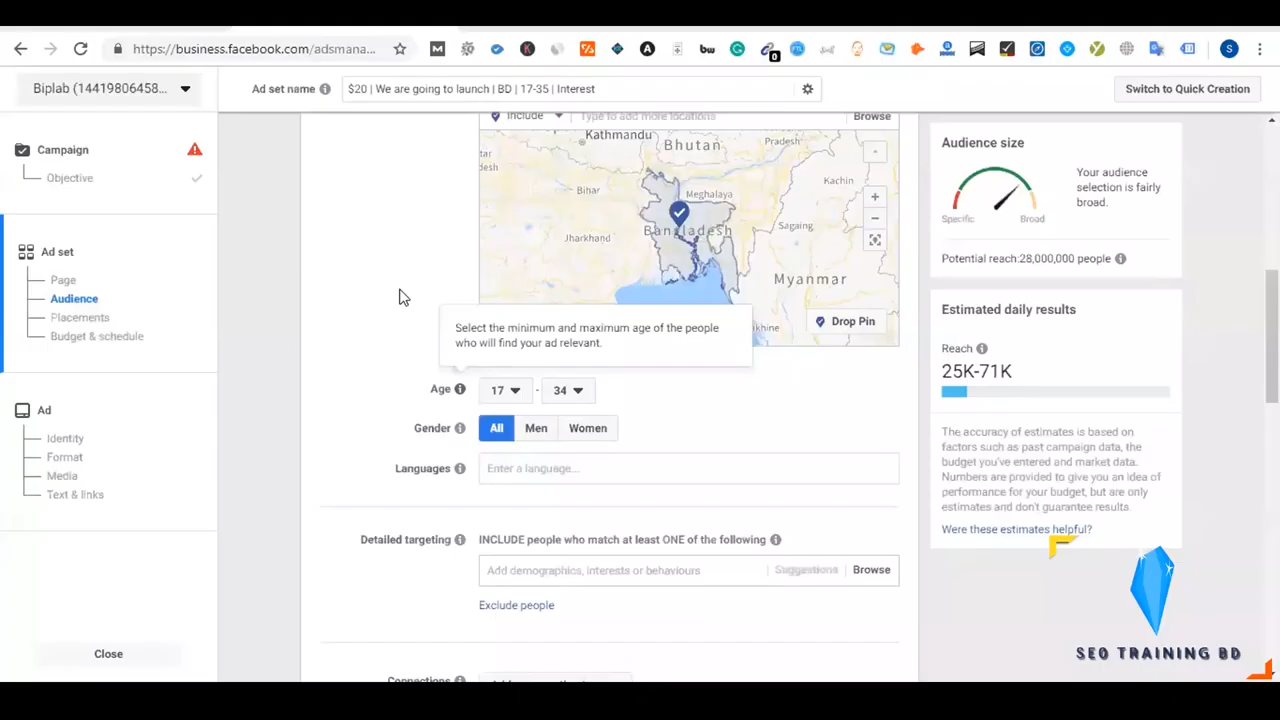 https://business.facebook.com/adsmana...
Biplab (14419806458...
Ad set name
$20 | We are going to launch | BD | 17-35 | Interest
Switch to Quick Creation
Campaign
Objective
Ad set
Page
Audience
Placements
Budget & schedule
Ad
Identity
Format
Media
Text & links
Close
Include
Type to add more locations
Browse
Kathmandu
Bhutan
Pradesh
desh
Bihar
Meghalaya
Kachin
Bangladesh
Sagaing
Jharkhand
Myanmar
khine
Drop Pin
Select the minimum and maximum age of the people
who will find your ad relevant.
Age
17 - 34
Gender
All Men Women
Languages
Enter a language...
Detailed targeting
INCLUDE people who match at least ONE of the following
Add demographics, interests or behaviours
Suggestions
Browse
Exclude people
Connections
Audience size
Specific
Broad
Your audience
selection is fairly
broad.
Potential reach:28,000,000 people
Estimated daily results
Reach
25K-71K
The accuracy of estimates is based on
factors such as past campaign data, the
budget you've entered and market data.
Numbers are provided to give you an idea of
performance for your budget, but are only
estimates and don't guarantee results.
Were these estimates helpful?
SEO TRAINING BD